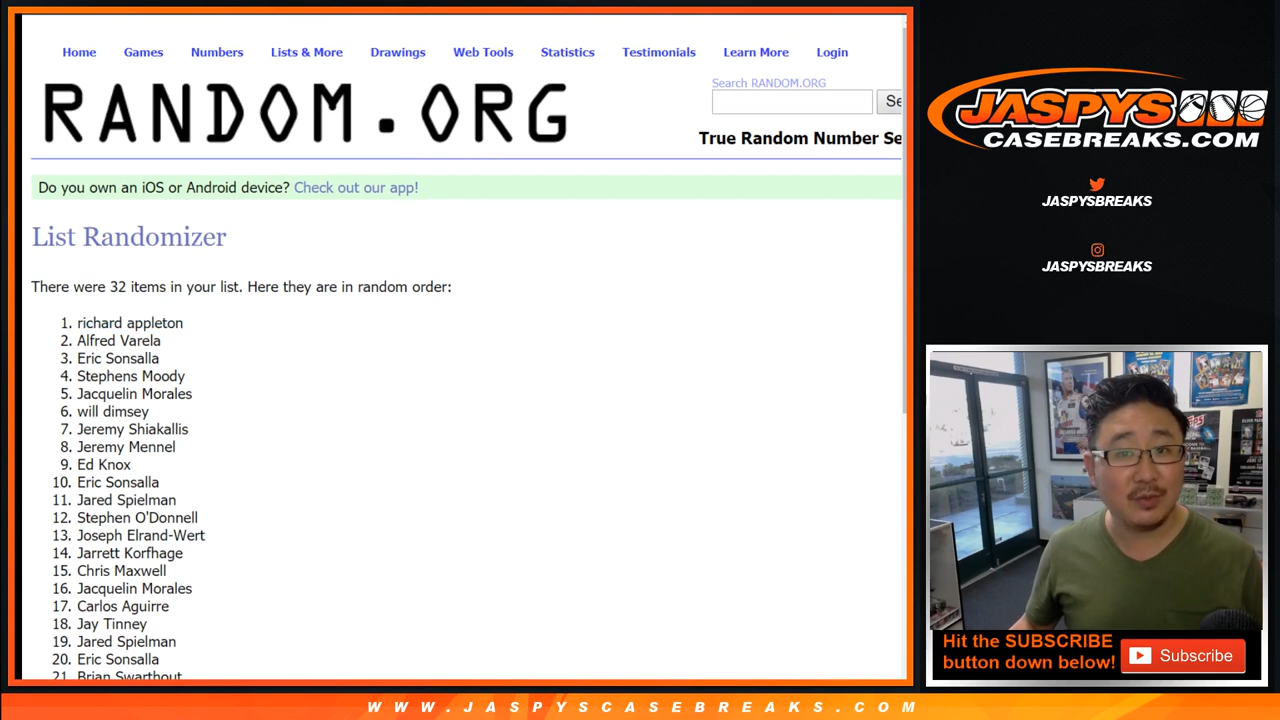 Home Games Numbers Lists & More Drawings Web Tools Statistics Testimonials Learn More Login
RANDOM.ORG
Search RANDOM.ORG
Se
True Random Number Se
Do you own an iOS or Android device? Check out our app!
List Randomizer
There were 32 items in your list. Here they are in random order:
1. richard appleton
2. Alfred Varela
3. Eric Sonsalla
4. Stephens Moody
5. Jacquelin Morales
6. will dimsey
7. Jeremy Shiakallis
8. Jeremy Mennel
9. Ed Knox
10. Eric Sonsalla
11. Jared Spielman
12. Stephen O'Donnell
13. Joseph Elrand-Wert
14. Jarrett Korfhage
15. Chris Maxwell
16. Jacquelin Morales
17. Carlos Aguirre
18. Jay Tinney
19. Jared Spielman
20. Eric Sonsalla
21. Brian Swarthout
JASPYS
CASEBREAKS.COM
JASPYSBREAKS
JASPYSBREAKS
Hit the SUBSCRIBE
button down below!
Subscribe
WWW.JASPYSCASEBREAKS.COM